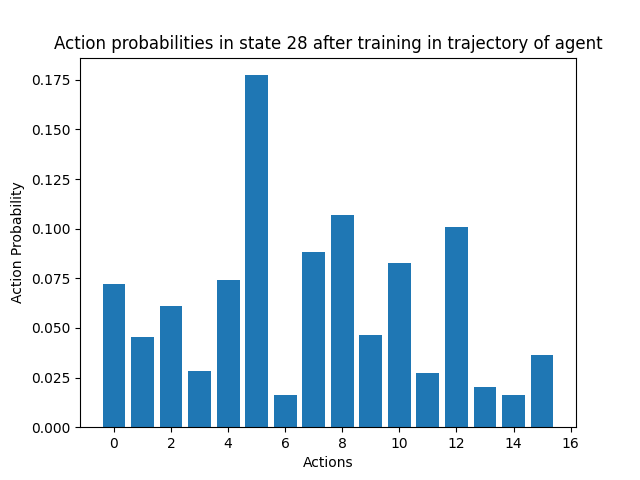 Action probabilities in state 28 after training in trajectory of agent
0.175
0.150
0.125
0.100
0.075
0.050
0.025
0.000
Action Probability
0 2 4 6 8 10 12 14 16
Actions